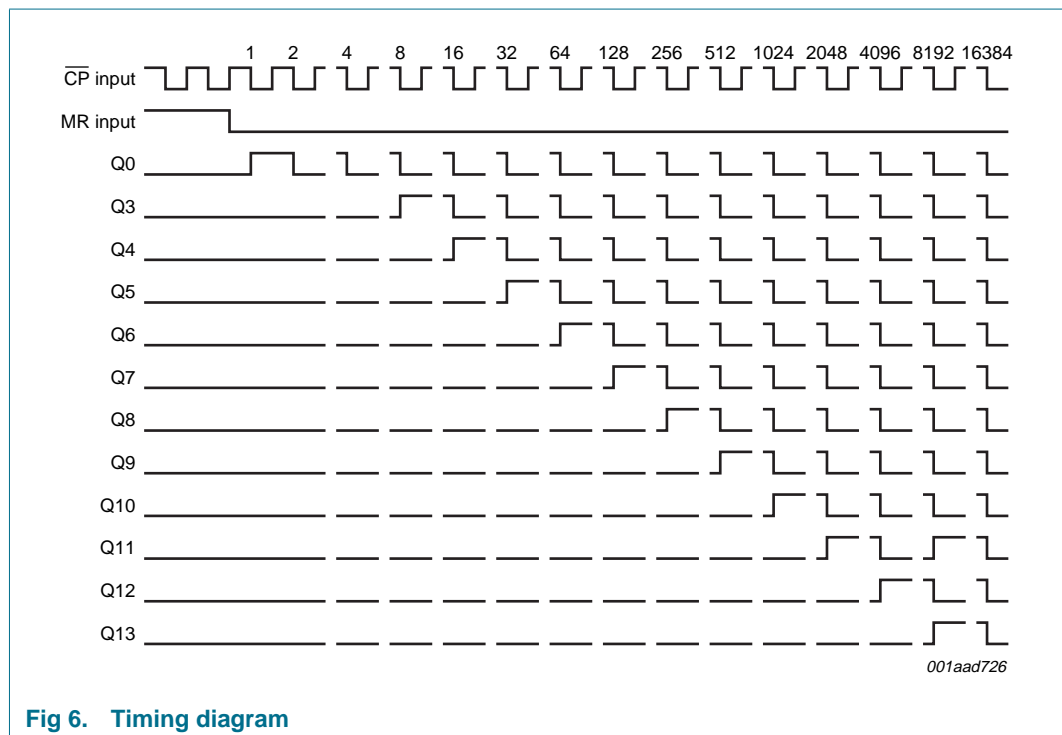 1 2 4 8 16 32 64 128 256 512 1024 2048 4096 8192 16384
CP input
MR input
Q0
Q3
Q4
Q5
Q6
Q7
Q8
Q9
Q10
Q11
Q12
Q13
001aad726
Fig 6. Timing diagram